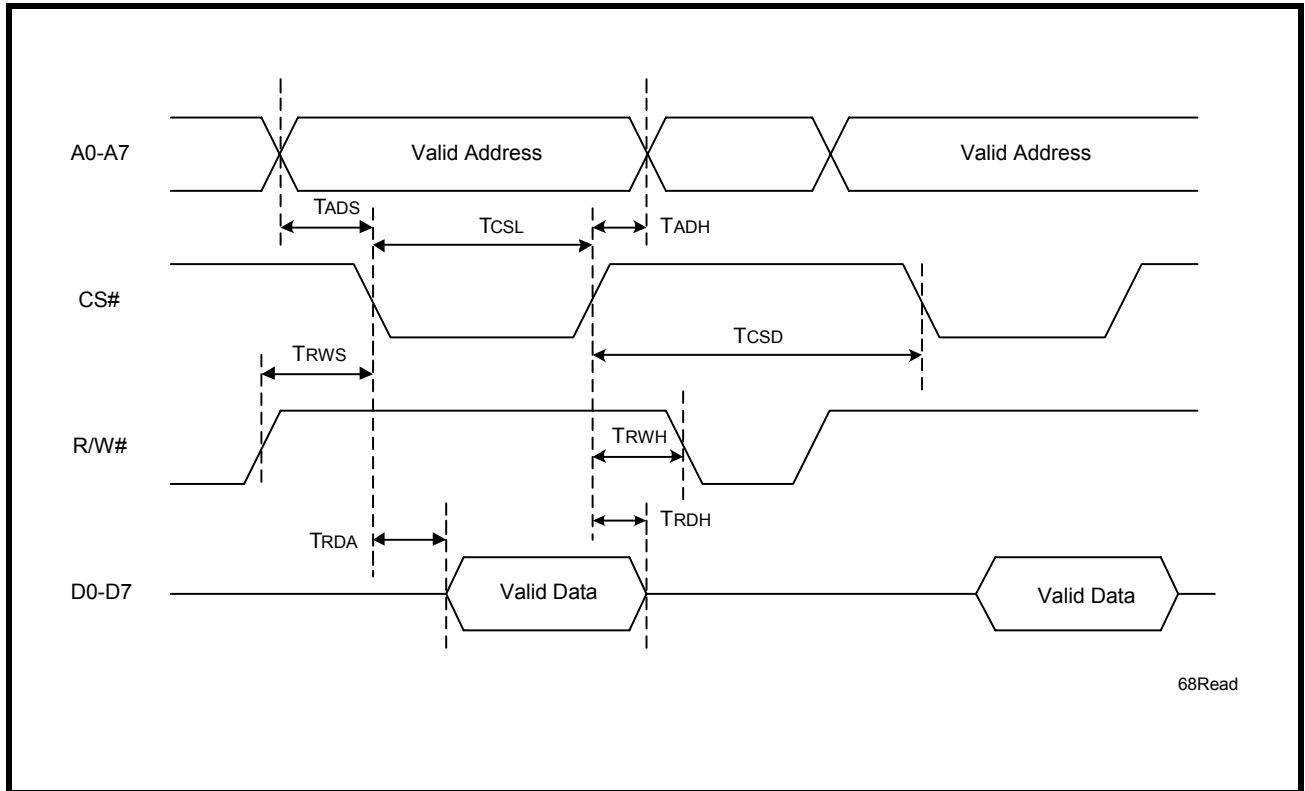 A0-A7
Valid Address
Valid Address
TADS
TCSL
TADH
CS#
TCSD
TRWS
R/W#
TRWH
TRDH
TRDA
D0-D7
Valid Data
Valid Data
68Read